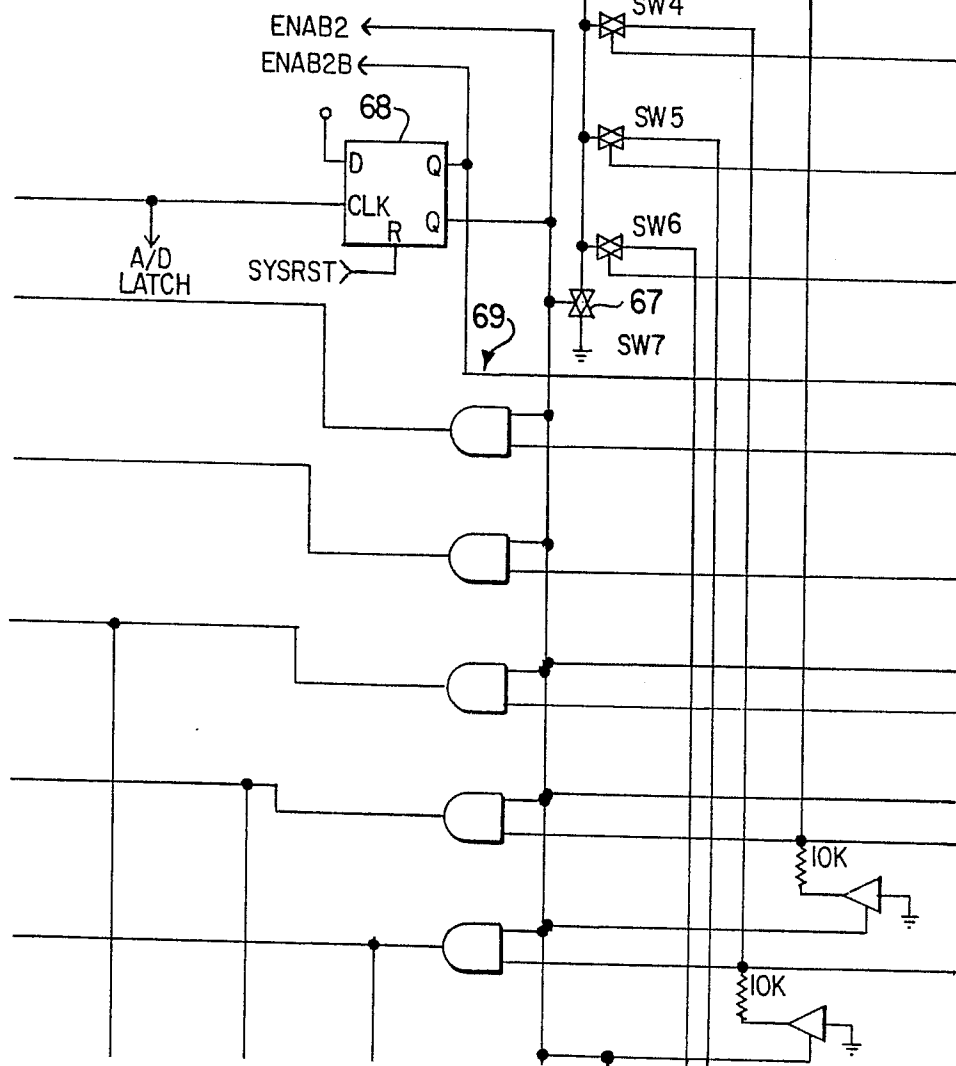 SW4
ENAB2
ENAB2B
68
SW5
D
Q
CLK
Q
R
SW6
A/D
LATCH
SYSRST
69
67
SW7
10K
10K